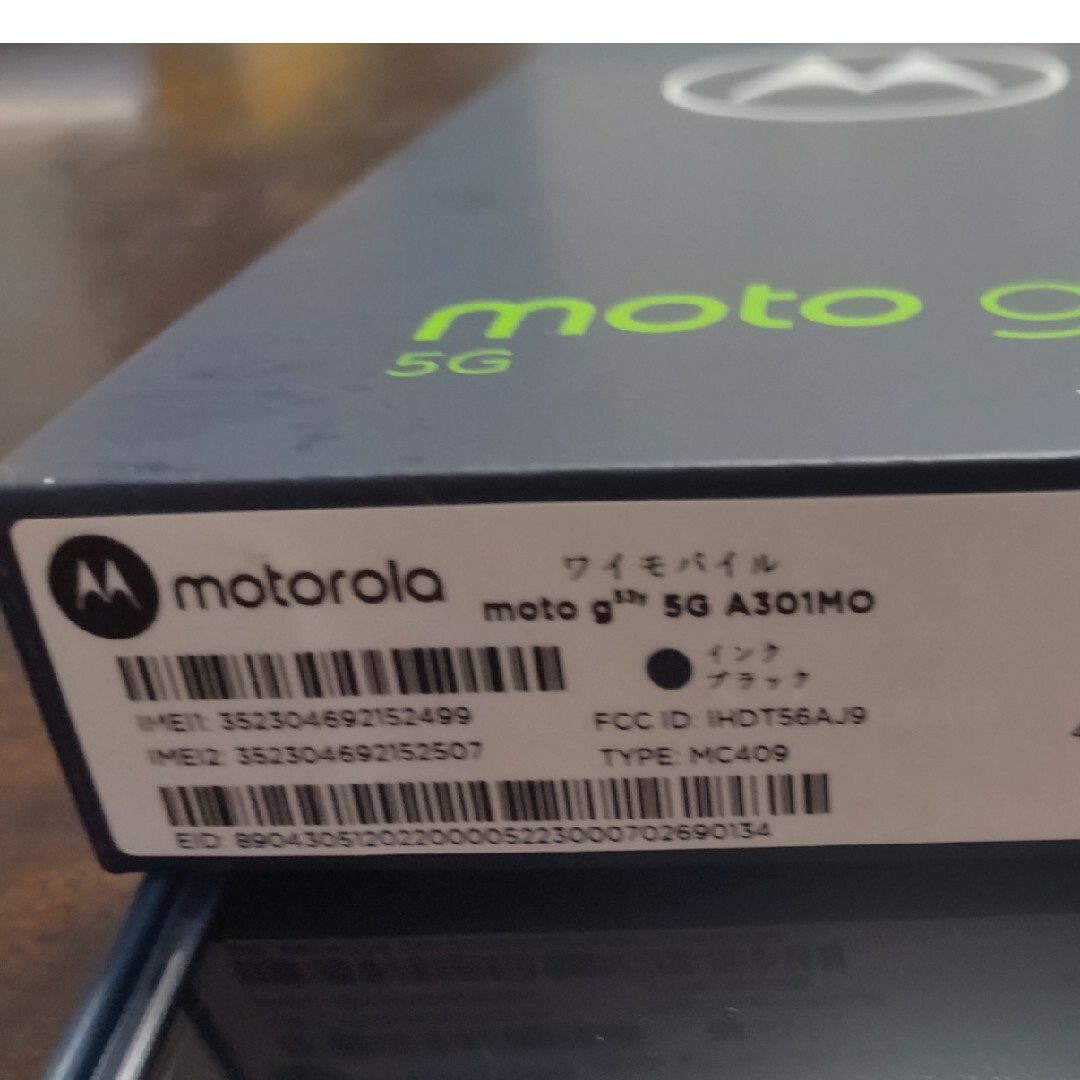 moto g
5G
motorola
ワイモバイル
moto g53y 5G A301MO
インク
ブラック
IMEI1: 352304692152499
FCC ID: IHDT56AJ9
IMEI2: 352304692152507
TYPE: MC409
EID: 89043051202200005223000702690134